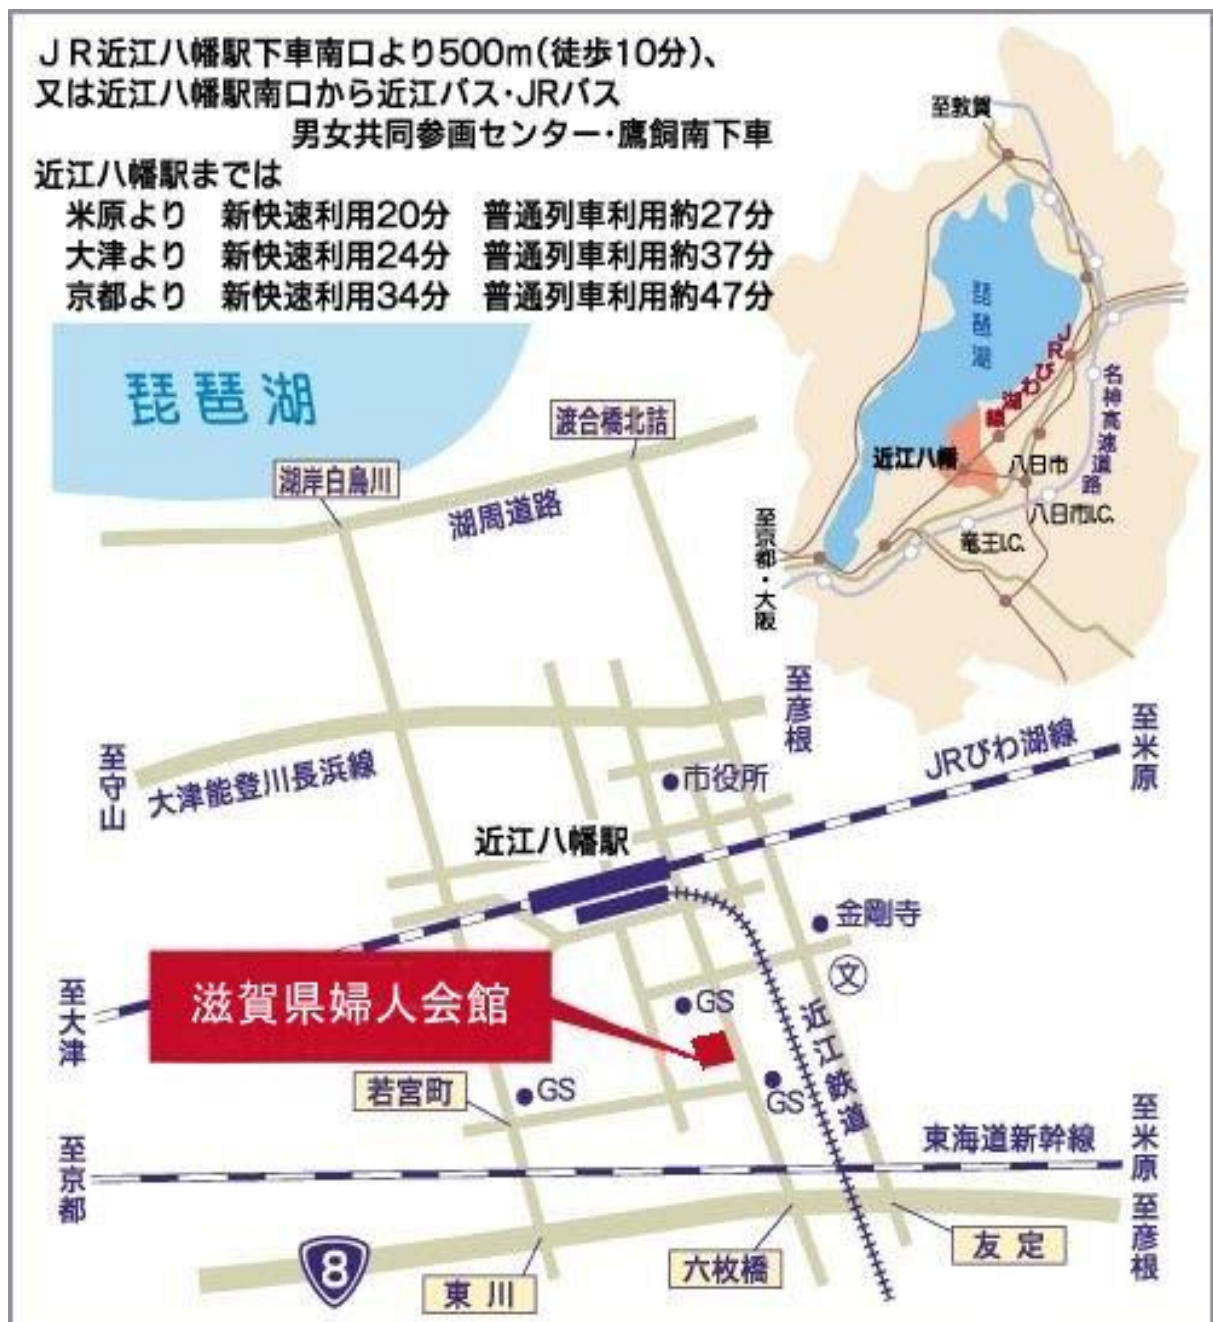 ＪＲ近江八幡駅下車南口より500m(徒歩10分)、
又は近江八幡駅南口から近江バス・JRバス
男女共同参画センター・鷹飼南下車
近江八幡駅までは
米原より　新快速利用20分　普通列車利用約27分
大津より　新快速利用24分　普通列車利用約37分
京都より　新快速利用34分　普通列車利用約47分
至敦賀
琵琶湖
JRびわ湖線
名神高速道路
近江八幡
八日市
八日市I.C.
竜王I.C.
至京都・大阪
琵琶湖
渡合橋北詰
湖岸白鳥川
湖周道路
至彦根
至守山
大津能登川長浜線
市役所
JRびわ湖線
至米原
近江八幡駅
金剛寺
文
滋賀県婦人会館
至大津
GS
GS
GS
近江鉄道
若宮町
東海道新幹線
至米原
至京都
至彦根
8
東川
六枚橋
友定